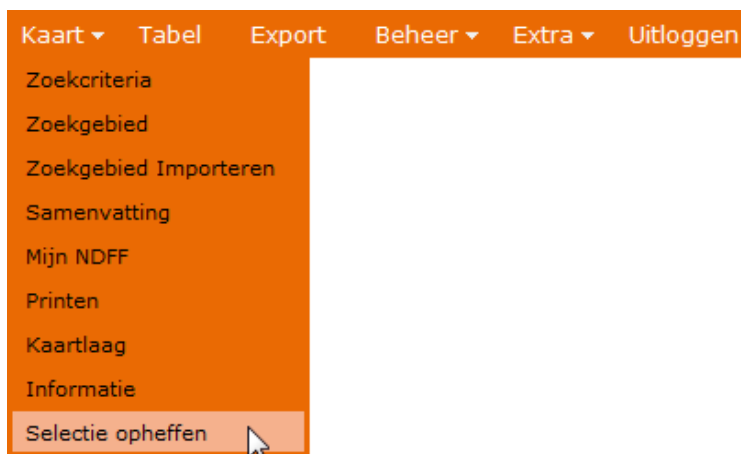 Kaart Tabel Export Beheer Extra Uitloggen
Zoekcriteria
Zoekgebied
Zoekgebied Importeren
Samenvatting
Mijn NDFF
Printen
Kaartlaag
Informatie
Selectie opheffen